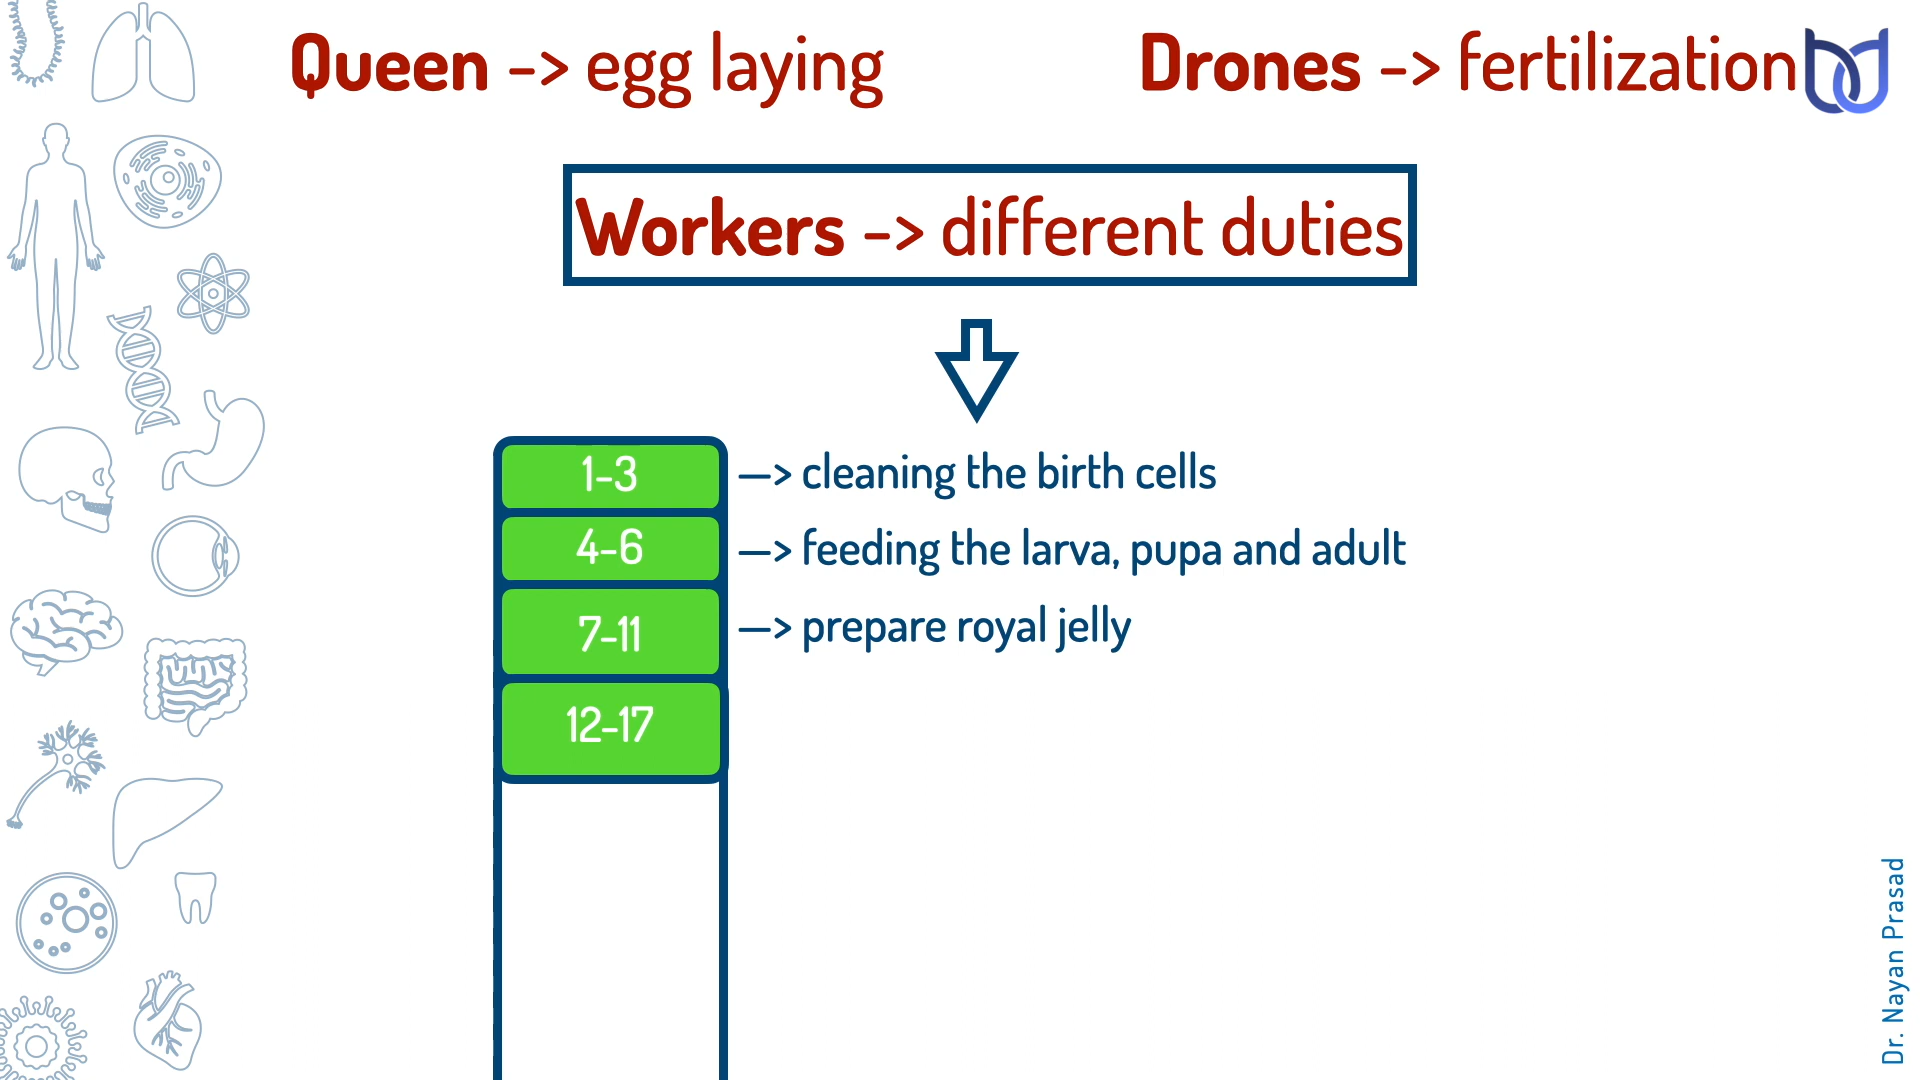 Queen -> egg laying
Drones -> fertilization
Workers -> different duties
1-3 —> cleaning the birth cells
4-6 —> feeding the larva, pupa and adult
7-11 —> prepare royal jelly
12-17
Dr. Nayan Prasad